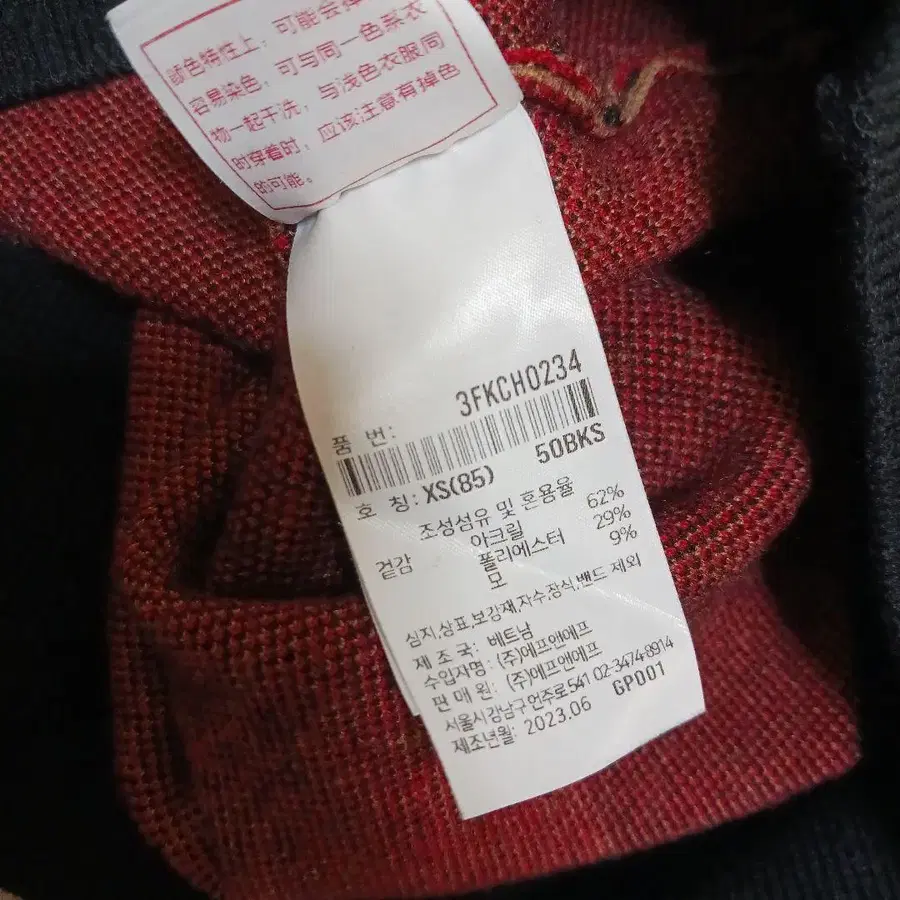 颜色特性上：可能会掉
容易染色，可与同一色系衣
物一起干洗，与浅色衣服同
时穿着时，应该注意有掉色
的可能。
품 번: 3FKCH0234
호 칭: XS(85) 50BKS
조성섬유 및 혼용율
겉감 아크릴 62%
폴리에스터 29%
모 9%
심지,상표,보강재,자수,장식,밴드 제외
제 조 국: 베트남
수입자명: (주)에프앤에프
판 매 원: (주)에프앤에프
서울시강남구언주로541 02-3474-8914
제조년월: 2023.06 GP001